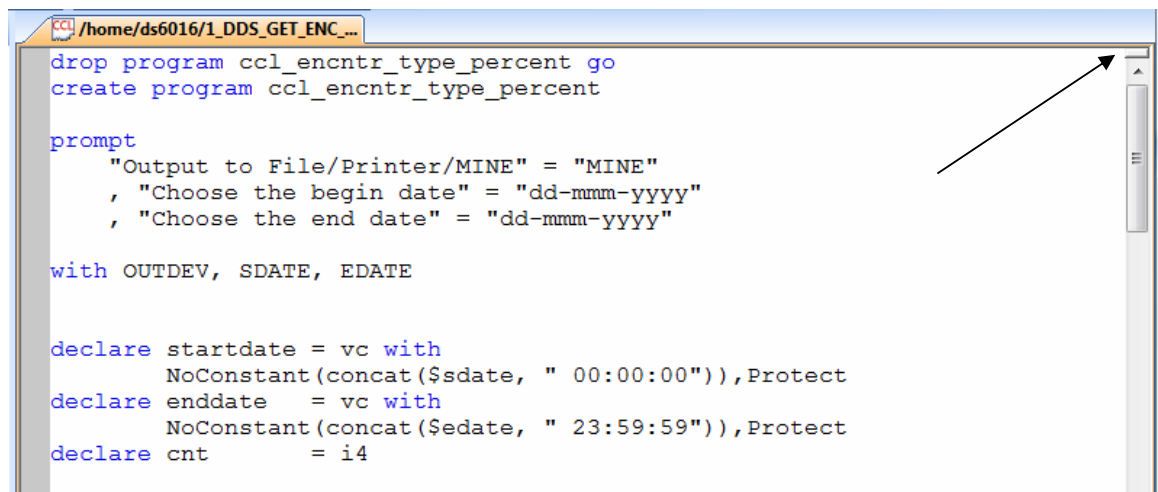 CCL /home/ds6016/1_DDS_GET_ENC_...
drop program ccl_encntr_type_percent go
create program ccl_encntr_type_percent
prompt
"Output to File/Printer/MINE" = "MINE"
, "Choose the begin date" = "dd-mmm-yyyy"
, "Choose the end date" = "dd-mmm-yyyy"
with OUTDEV, SDATE, EDATE
declare startdate = vc with
NoConstant(concat($sdate, " 00:00:00")),Protect
declare enddate   = vc with
NoConstant(concat($edate, " 23:59:59")),Protect
declare cnt       = i4